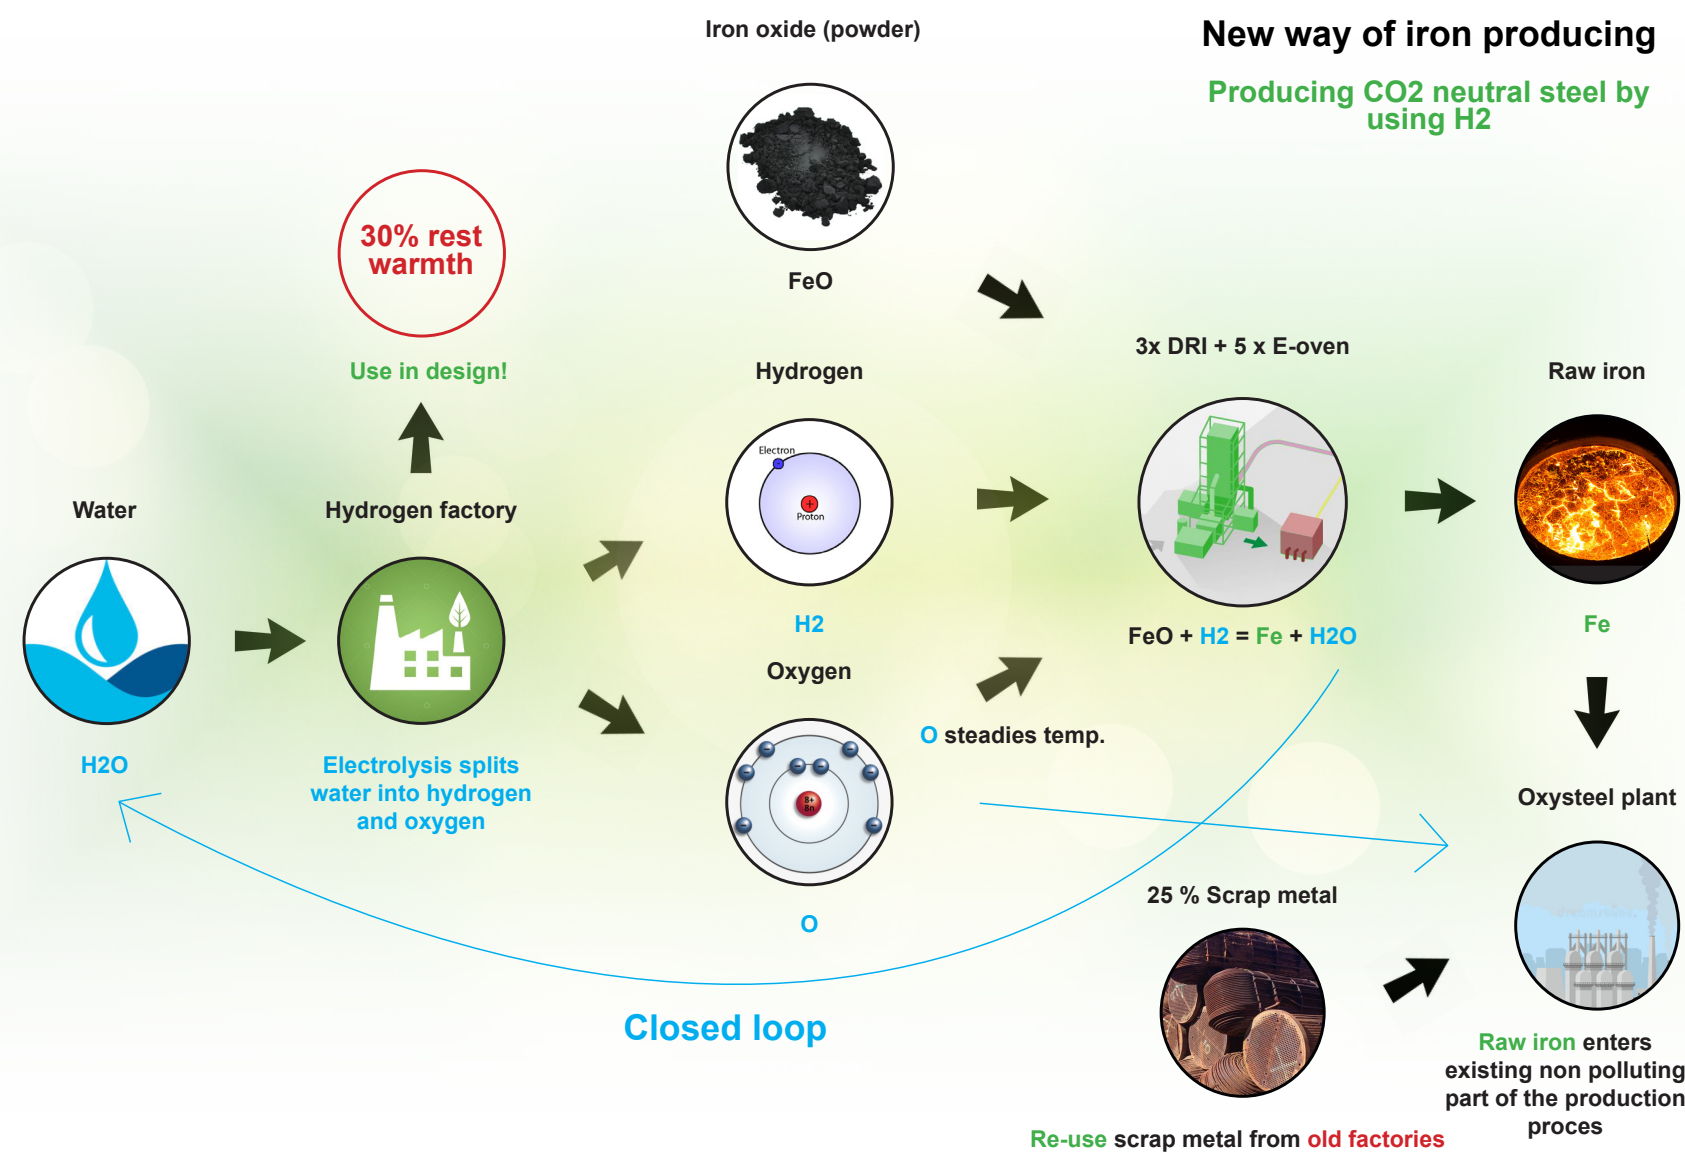 Iron oxide (powder)
New way of iron producing
Producing CO2 neutral steel by
using H2
30% rest
warmth
Use in design!
FeO
3x DRI + 5 x E-oven
Raw iron
Hydrogen
Electron
+
Proton
H2
Water
Hydrogen factory
H2O
Electrolysis splits
water into hydrogen
and oxygen
FeO + H2 = Fe + H2O
Fe
Oxygen
O steadies temp.
8+
8n
O
Oxysteel plant
25 % Scrap metal
Closed loop
Raw iron enters
existing non polluting
part of the production
proces
Re-use scrap metal from old factories